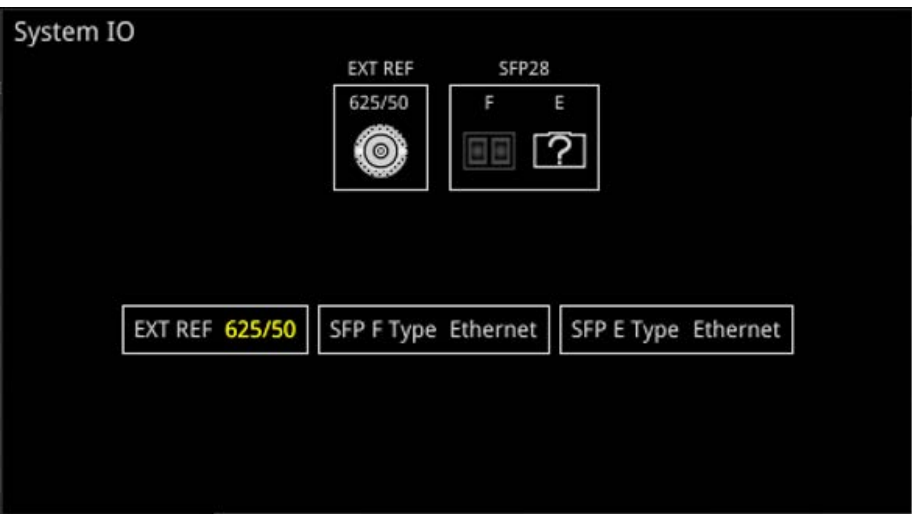 System IO
EXT REF SFP28
625/50 F E
?
EXT REF 625/50 SFP F Type Ethernet SFP E Type Ethernet